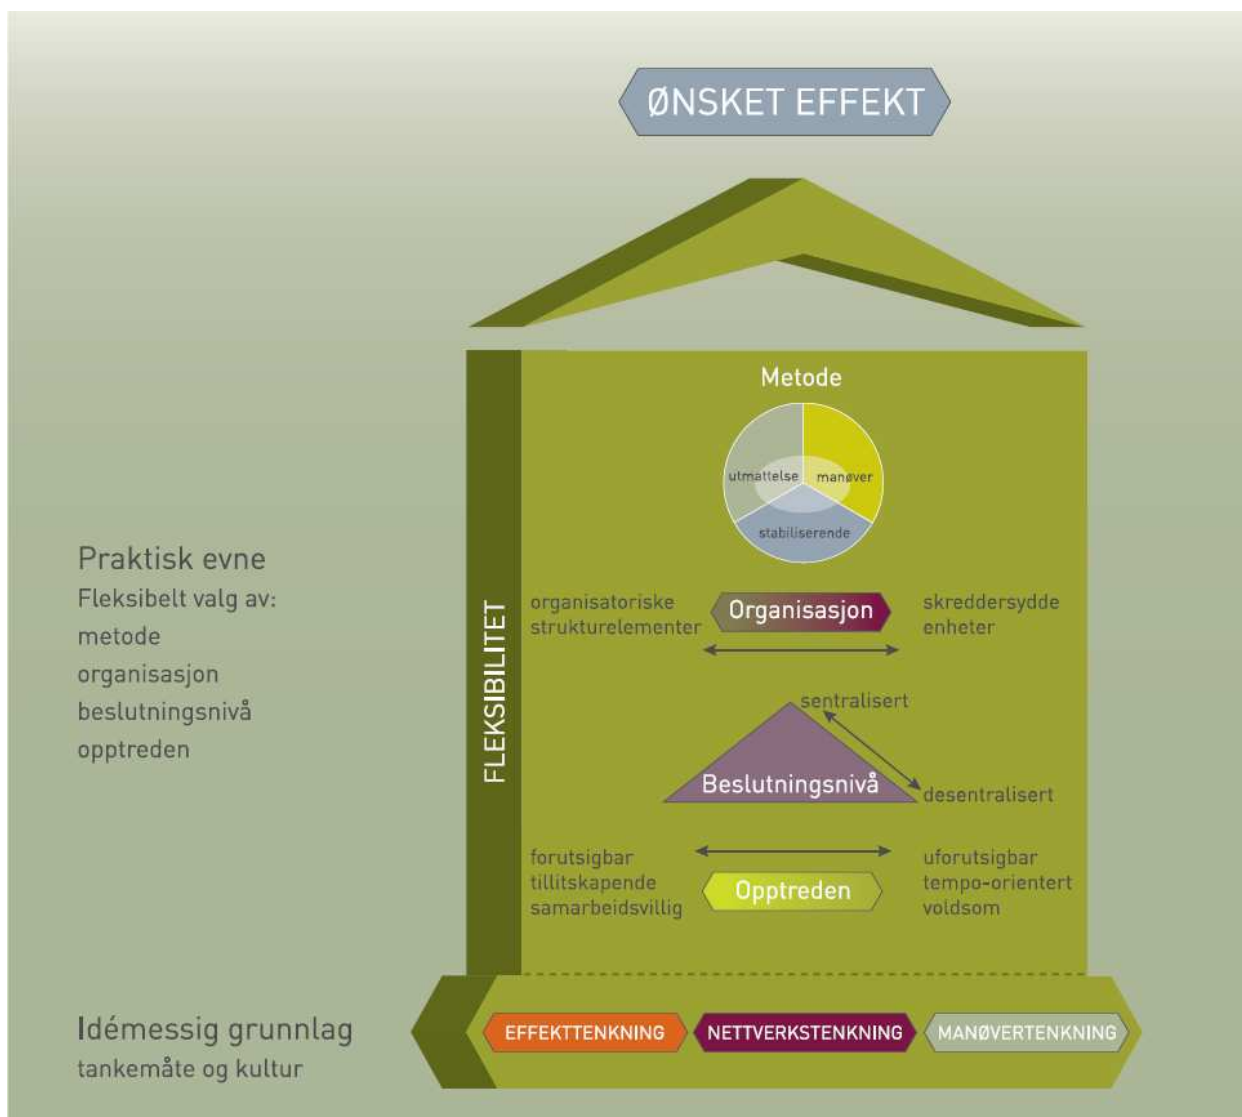 ØNSKET EFFEKT
Metode
utmattelse
manøver
stabiliserende
Praktisk evne
Fleksibelt valg av:
metode
organisasjon
beslutningsnivå
opptreden
FLEKSIBILITET
organisatoriske
strukturelementer
Organisasjon
skreddersydde
enheter
sentralisert
Beslutningsnivå
desentralisert
forutsigbar
tillitskapende
samarbeidsvillig
Opptreden
uforutsigbar
tempo-orientert
voldsom
Idémessig grunnlag
tankemåte og kultur
EFFEKTTENKNING
NETTVERKSTENKNING
MANØVERTENKNING